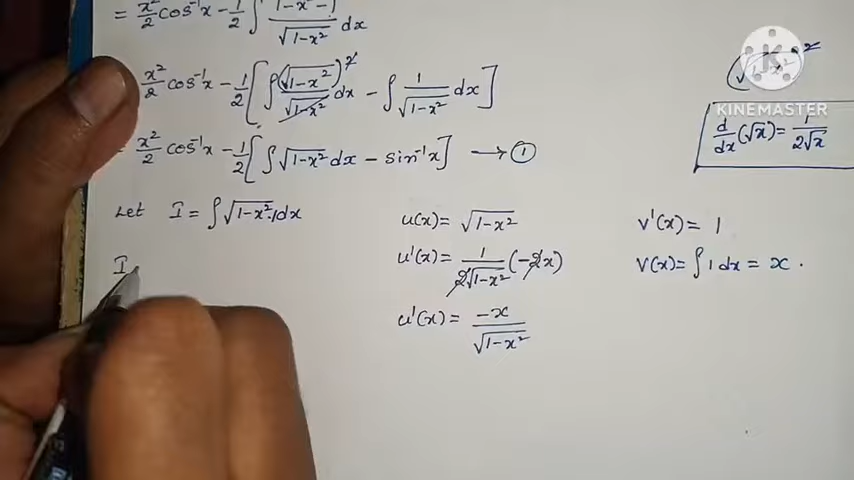 = x²/2 cos⁻¹x - 1/2 ∫ (1-x²-1)/√(1-x²) dx
x²/2 cos⁻¹x - 1/2 [ ∫ (√(1-x²))²/√(1-x²) dx - ∫ 1/√(1-x²) dx ]
x²/2 cos⁻¹x - 1/2 [ ∫ √(1-x²) dx - sin⁻¹x ] → ①
KINEMASTER
d/dx (√x) = 1/(2√x)
Let I = ∫ √(1-x²)·1dx
u(x) = √(1-x²)
v'(x) = 1
u'(x) = 1/(2√(1-x²)) (-2x)
v(x) = ∫ 1 dx = x.
u'(x) = -x/√(1-x²)
I